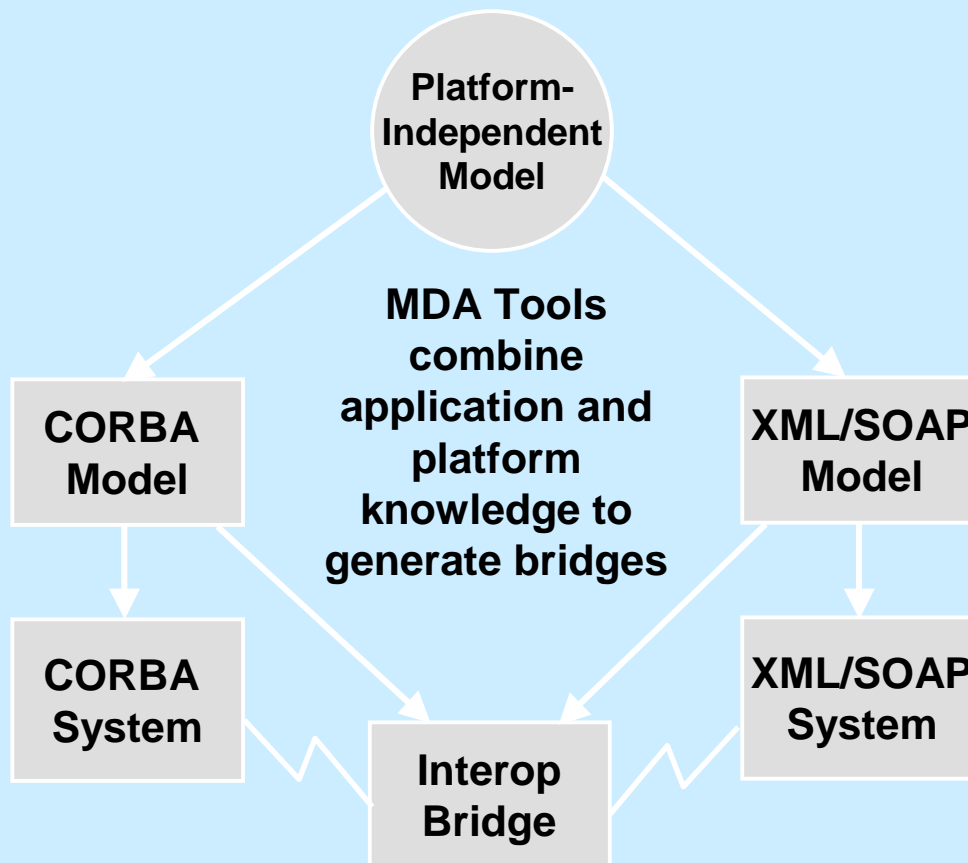 Platform-
Independent
Model
MDA Tools
combine
application and
platform
knowledge to
generate bridges
CORBA
Model
XML/SOAP
Model
CORBA
System
XML/SOAP
System
Interop
Bridge